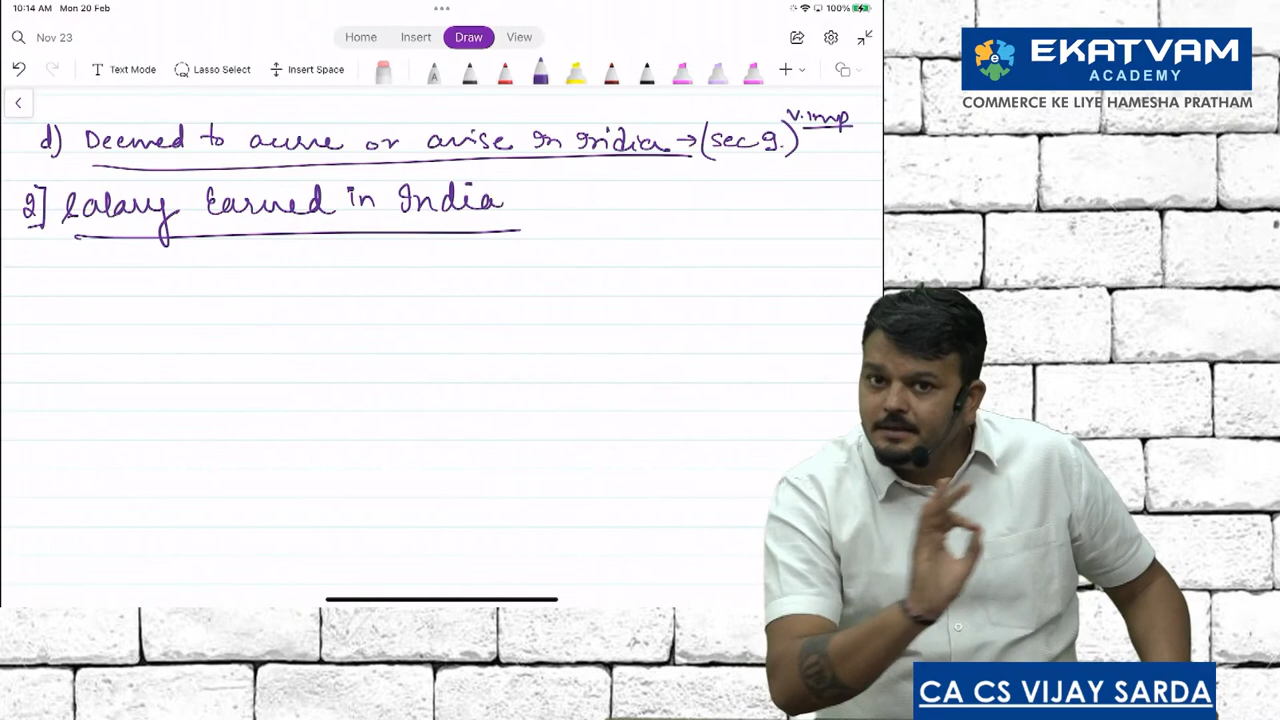 10:14 AM Mon 20 Feb
100%
Nov 23
Home Insert Draw View
Text Mode Lasso Select Insert Space
d) Deemed to accrue or arise in India → (sec 9.) V. Imp
2] Salary Earned in India
EKATVAM
ACADEMY
COMMERCE KE LIYE HAMESHA PRATHAM
CA CS VIJAY SARDA